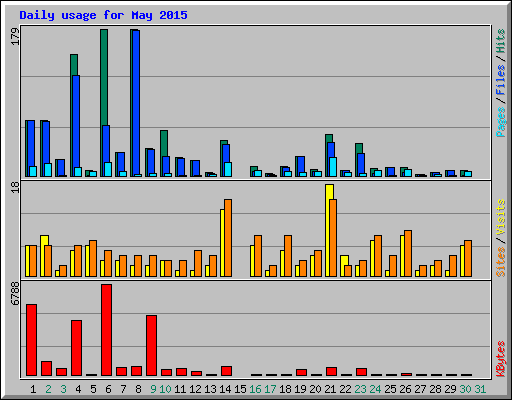 Daily usage for May 2015
179
Pages / Files / Hits
18
Sites / Visits
6788
KBytes
1 2 3 4 5 6 7 8 9 10 11 12 13 14 15 16 17 18 19 20 21 22 23 24 25 26 27 28 29 30 31